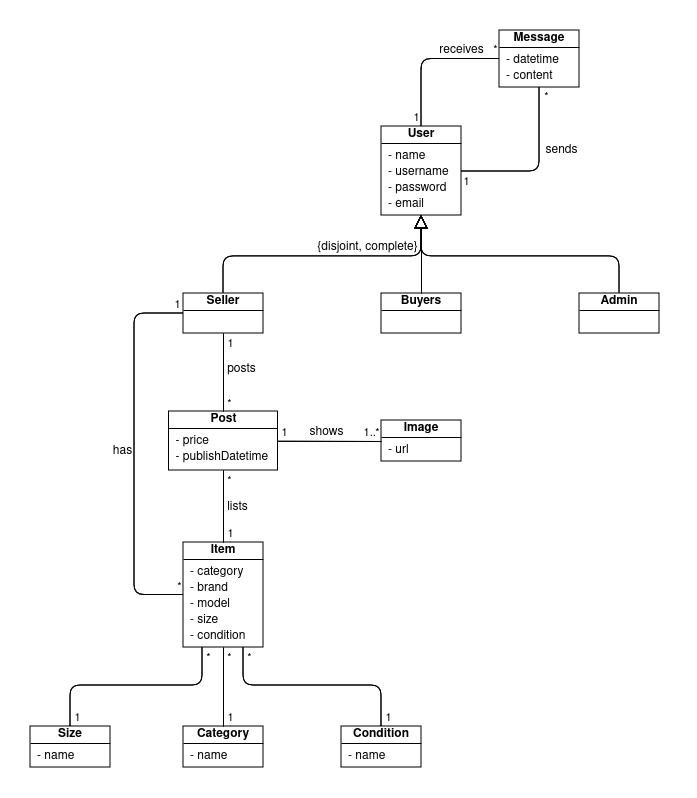 Message
- datetime
- content
receives
*
*
1
User
- name
- username
- password
- email
sends
1
{disjoint, complete}
Seller
Buyers
Admin
1
1
posts
*
Post
- price
- publishDatetime
1
shows
1..*
Image
- url
has
*
lists
1
Item
- category
- brand
- model
- size
- condition
*
*
*
*
1
1
1
Size
- name
Category
- name
Condition
- name